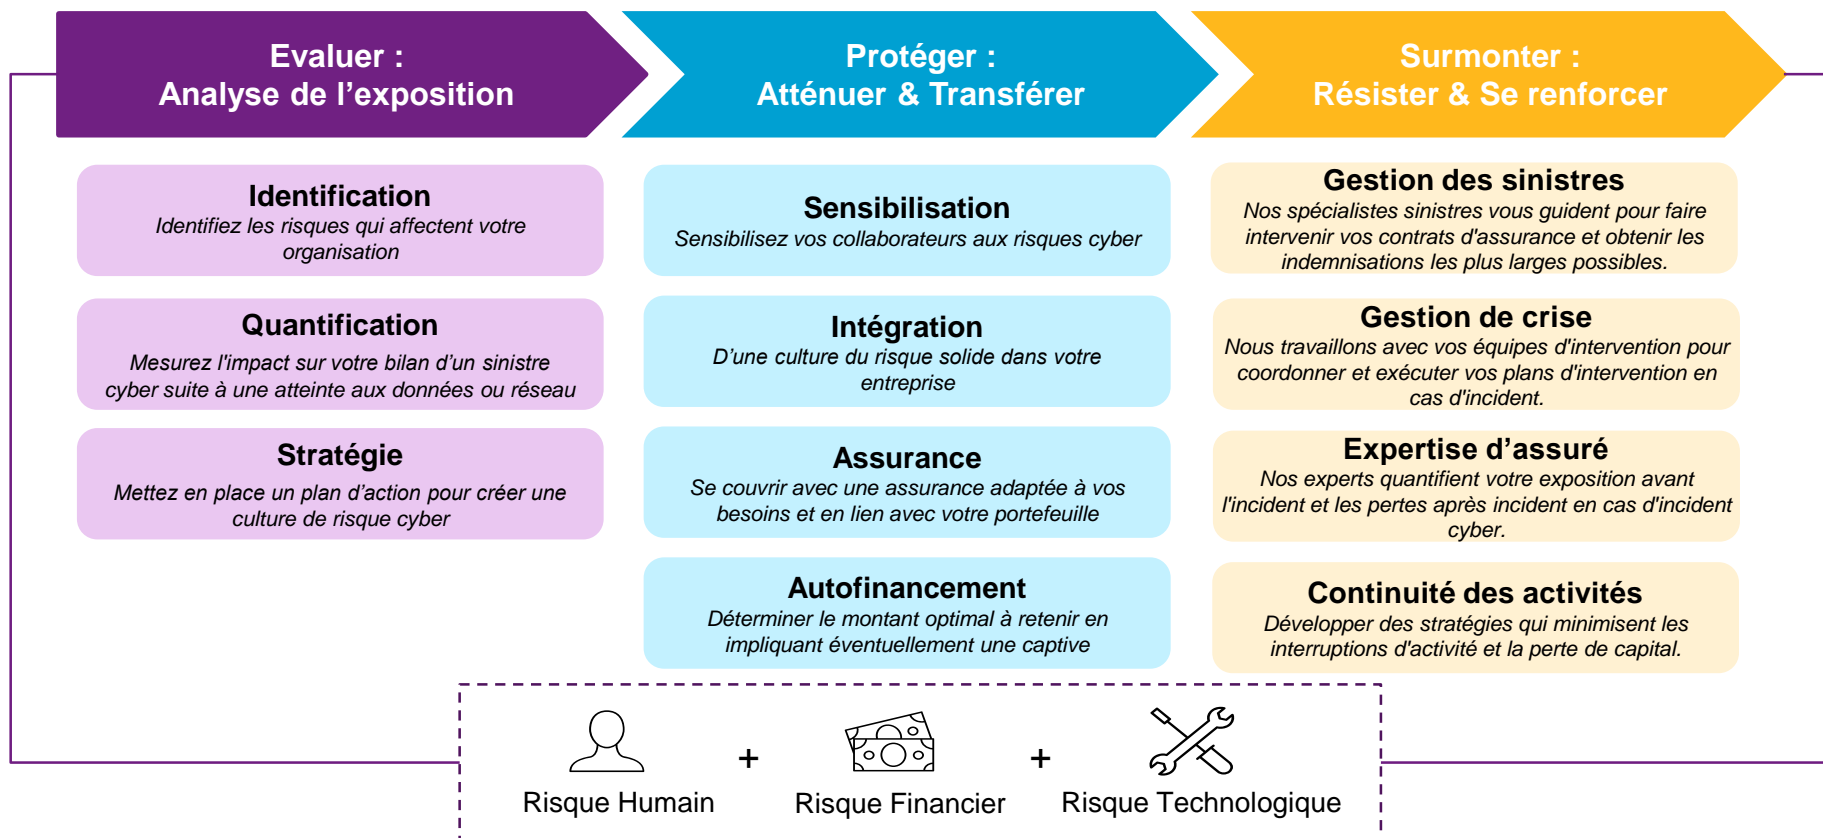 Evaluer :
Analyse de l’exposition
Protéger :
Atténuer & Transférer
Surmonter :
Résister & Se renforcer
Identification
Identifiez les risques qui affectent votre
organisation
Quantification
Mesurez l'impact sur votre bilan d’un sinistre
cyber suite à une atteinte aux données ou réseau
Stratégie
Mettez en place un plan d’action pour créer une
culture de risque cyber
Sensibilisation
Sensibilisez vos collaborateurs aux risques cyber
Intégration
D’une culture du risque solide dans votre
entreprise
Assurance
Se couvrir avec une assurance adaptée à vos
besoins et en lien avec votre portefeuille
Autofinancement
Déterminer le montant optimal à retenir en
impliquant éventuellement une captive
Gestion des sinistres
Nos spécialistes sinistres vous guident pour faire
intervenir vos contrats d'assurance et obtenir les
indemnisations les plus larges possibles.
Gestion de crise
Nous travaillons avec vos équipes d'intervention pour
coordonner et exécuter vos plans d'intervention en
cas d'incident.
Expertise d’assuré
Nos experts quantifient votre exposition avant
l'incident et les pertes après incident en cas d'incident
cyber.
Continuité des activités
Développer des stratégies qui minimisent les
interruptions d'activité et la perte de capital.
+
+
Risque Humain
Risque Financier
Risque Technologique